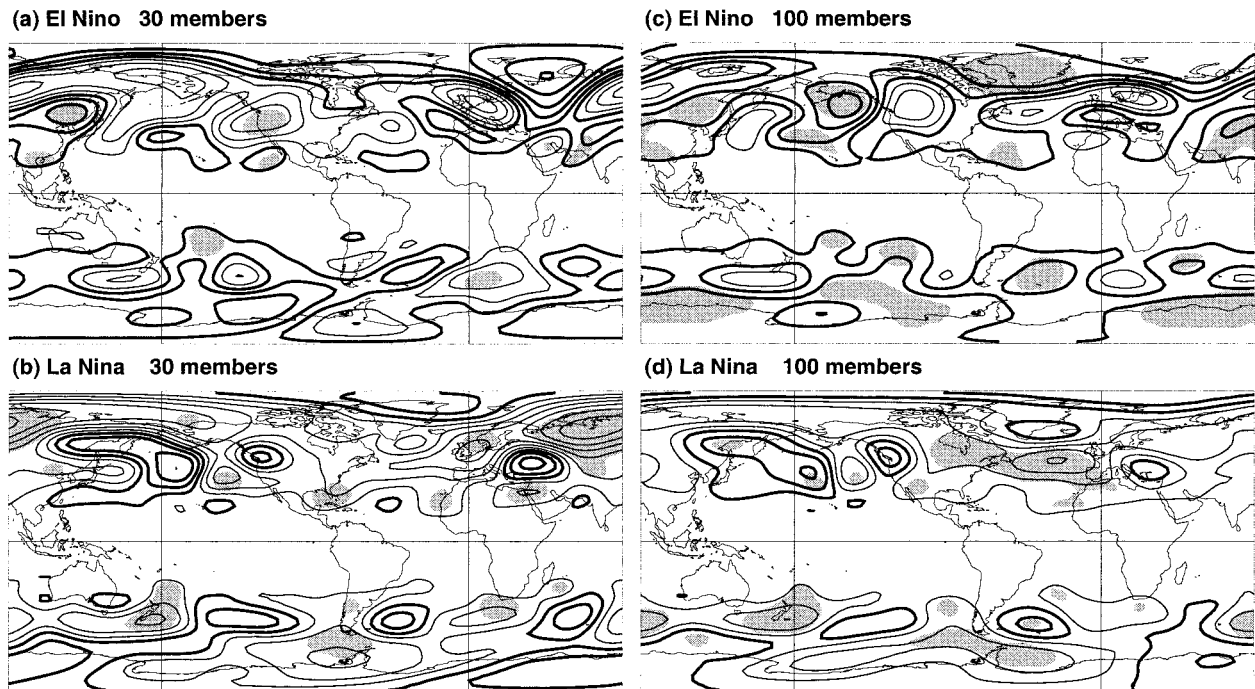 (a) El Nino 30 members
(c) El Nino 100 members
(b) La Nina 30 members
(d) La Nina 100 members